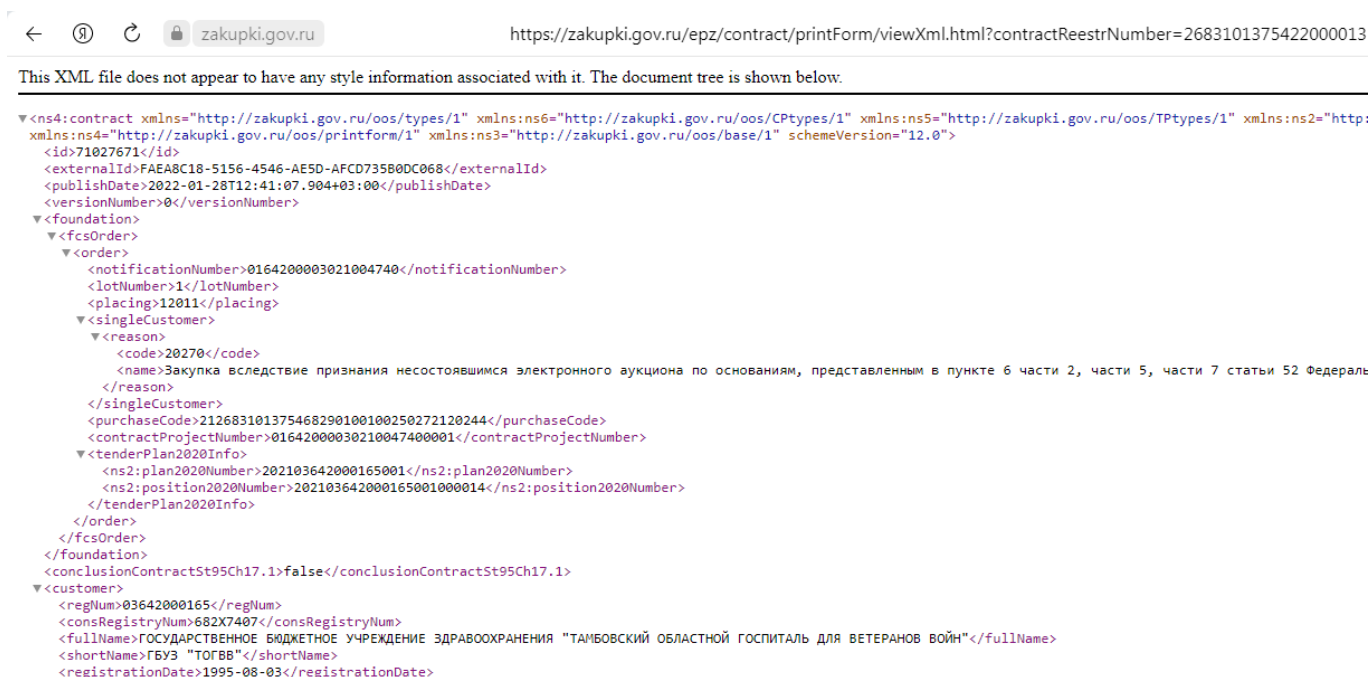 zakupki.gov.ru https://zakupki.gov.ru/epz/contract/printForm/viewXml.html?contractReestrNumber=2683101375422000013
This XML file does not appear to have any style information associated with it. The document tree is shown below.
▼<ns4:contract xmlns="http://zakupki.gov.ru/oos/types/1" xmlns:ns6="http://zakupki.gov.ru/oos/CPtypes/1" xmlns:ns5="http://zakupki.gov.ru/oos/TPtypes/1" xmlns:ns2="http:
xmlns:ns4="http://zakupki.gov.ru/oos/printform/1" xmlns:ns3="http://zakupki.gov.ru/oos/base/1" schemeVersion="12.0">
<id>71027671</id>
<externalId>FAEA8C18-5156-4546-AE5D-AFCD735B0DC068</externalId>
<publishDate>2022-01-28T12:41:07.904+03:00</publishDate>
<versionNumber>0</versionNumber>
▼<foundation>
▼<fcsOrder>
▼<order>
<notificationNumber>0164200003021004740</notificationNumber>
<lotNumber>1</lotNumber>
<placing>12011</placing>
▼<singleCustomer>
▼<reason>
<code>20270</code>
<name>Закупка вследствие признания несостоявшимся электронного аукциона по основаниям, представленным в пункте 6 части 2, части 5, части 7 статьи 52 Федераль
</reason>
</singleCustomer>
<purchaseCode>212683101375468290100100250272120244</purchaseCode>
<contractProjectNumber>01642000030210047400001</contractProjectNumber>
▼<tenderPlan2020Info>
<ns2:plan2020Number>202103642000165001</ns2:plan2020Number>
<ns2:position2020Number>202103642000165001000014</ns2:position2020Number>
</tenderPlan2020Info>
</order>
</fcsOrder>
</foundation>
<conclusionContractSt95Ch17.1>false</conclusionContractSt95Ch17.1>
▼<customer>
<regNum>03642000165</regNum>
<consRegistryNum>682X7407</consRegistryNum>
<fullName>ГОСУДАРСТВЕННОЕ БЮДЖЕТНОЕ УЧРЕЖДЕНИЕ ЗДРАВООХРАНЕНИЯ "ТАМБОВСКИЙ ОБЛАСТНОЙ ГОСПИТАЛЬ ДЛЯ ВЕТЕРАНОВ ВОЙН"</fullName>
<shortName>ГБУЗ "ТОГВВ"</shortName>
<registrationDate>1995-08-03</registrationDate>